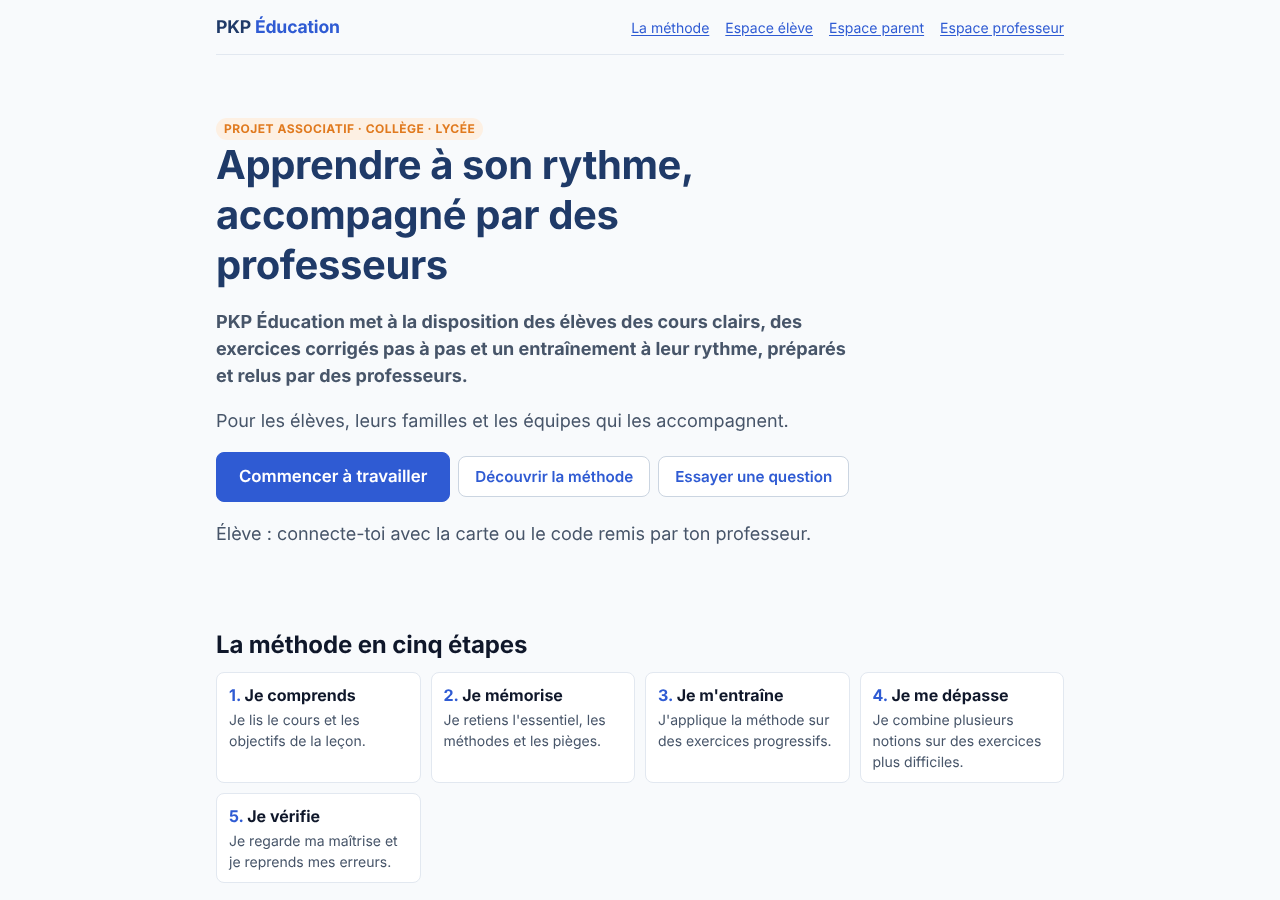 PKP Éducation
La méthode Espace élève Espace parent Espace professeur
PROJET ASSOCIATIF · COLLÈGE · LYCÉE
Apprendre à son rythme,
accompagné par des
professeurs
PKP Éducation met à la disposition des élèves des cours clairs, des
exercices corrigés pas à pas et un entraînement à leur rythme, préparés
et relus par des professeurs.
Pour les élèves, leurs familles et les équipes qui les accompagnent.
Commencer à travailler
Découvrir la méthode
Essayer une question
Élève : connecte-toi avec la carte ou le code remis par ton professeur.
La méthode en cinq étapes
1. Je comprends
Je lis le cours et les
objectifs de la leçon.
2. Je mémorise
Je retiens l'essentiel, les
méthodes et les pièges.
3. Je m'entraîne
J'applique la méthode sur
des exercices progressifs.
4. Je me dépasse
Je combine plusieurs
notions sur des exercices
plus difficiles.
5. Je vérifie
Je regarde ma maîtrise et
je reprends mes erreurs.